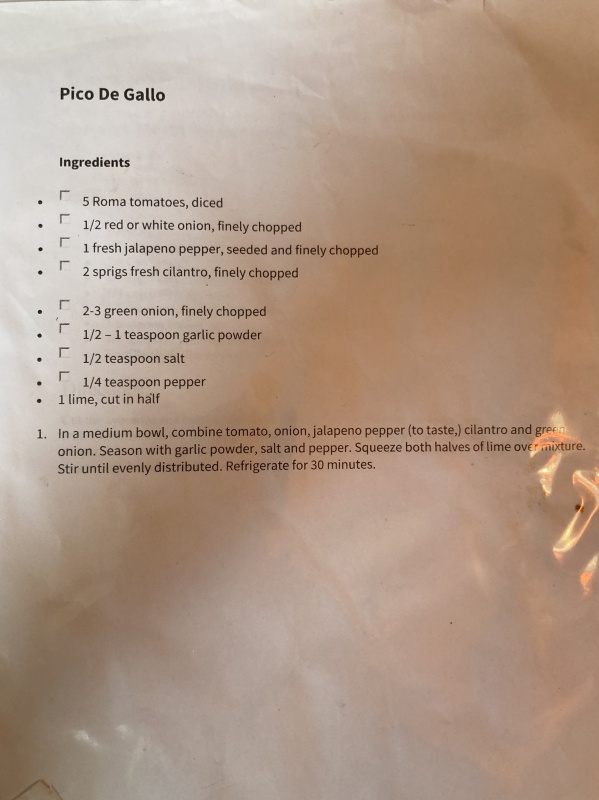 Pico De Gallo
Ingredients
• 5 Roma tomatoes, diced
• 1/2 red or white onion, finely chopped
• 1 fresh jalapeno pepper, seeded and finely chopped
• 2 sprigs fresh cilantro, finely chopped
• 2-3 green onion, finely chopped
• 1/2 – 1 teaspoon garlic powder
• 1/2 teaspoon salt
• 1/4 teaspoon pepper
• 1 lime, cut in half
1. In a medium bowl, combine tomato, onion, jalapeno pepper (to taste,) cilantro and green
onion. Season with garlic powder, salt and pepper. Squeeze both halves of lime over mixture.
Stir until evenly distributed. Refrigerate for 30 minutes.